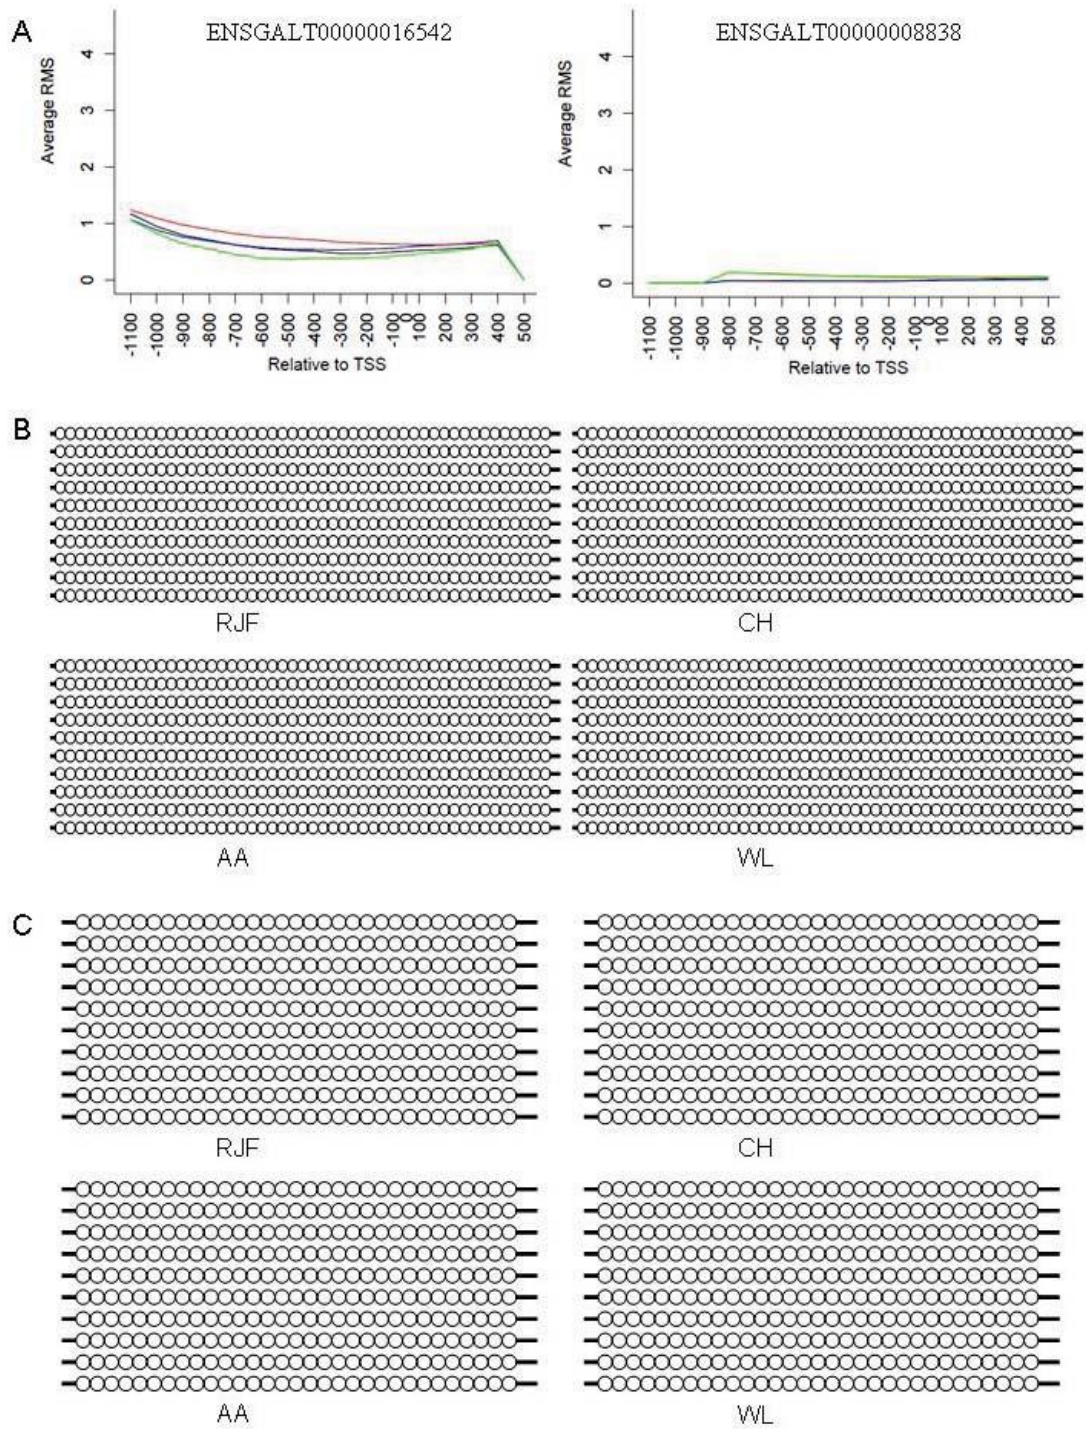 A
ENSGALT00000016542
Average RMS
4
3
2
1
0
-1100
-1000
-900
-800
-700
-600
-500
-400
-300
-200
-100
0
100
200
300
400
500
Relative to TSS
ENSGALT00000008838
Average RMS
4
3
2
1
0
-1100
-1000
-900
-800
-700
-600
-500
-400
-300
-200
-100
0
100
200
300
400
500
Relative to TSS
B
RJF
CH
AA
WL
C
RJF
CH
AA
WL